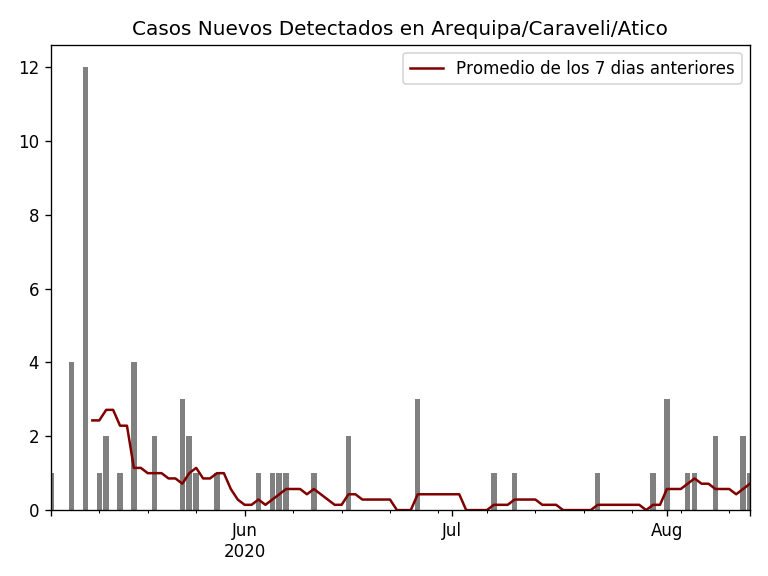 Casos Nuevos Detectados en Arequipa/Caraveli/Atico
Promedio de los 7 dias anteriores
12
10
8
6
4
2
0
Jun
2020
Jul
Aug